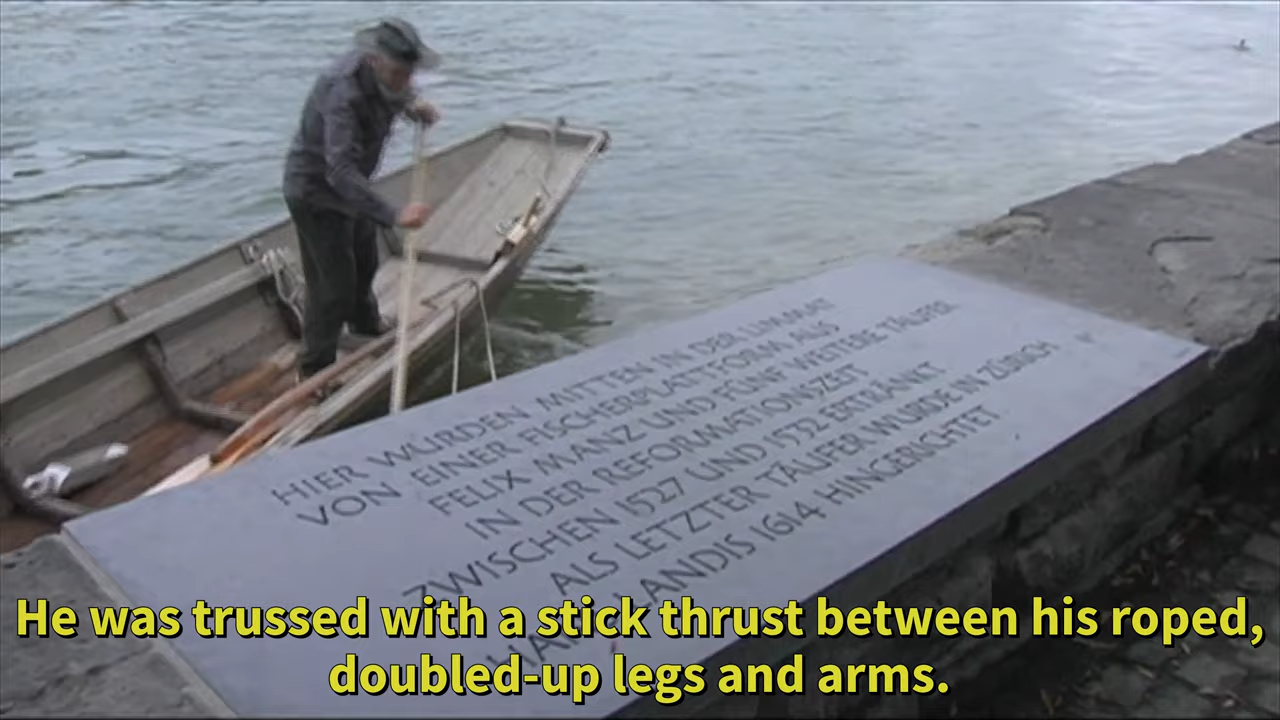 HIER WURDEN MITTEN IN DER LIMMAT
VON EINER FISCHERPLATTFORM AUS
FELIX MANZ UND FÜNF WEITERE TÄUFER
IN DER REFORMATIONSZEIT
ZWISCHEN 1527 UND 1532 ERTRÄNKT
ALS LETZTER TÄUFER WURDE IN ZÜRICH
HANS LANDIS 1614 HINGERICHTET
He was trussed with a stick thrust between his roped,
doubled-up legs and arms.